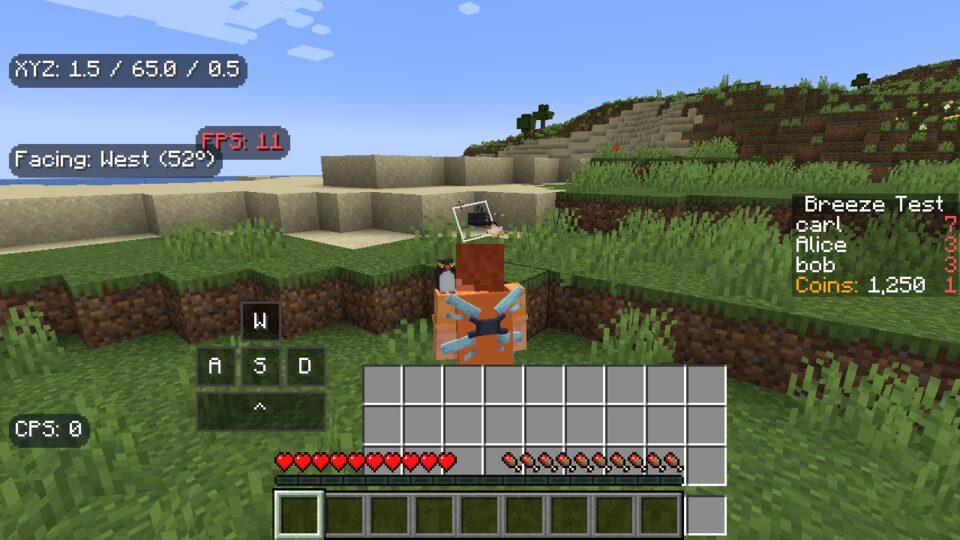 XYZ: 1.5 / 65.0 / 0.5
FPS: 11
Facing: West (52°)
Breeze Test
carl 7
Alice 3
bob 3
Coins: 1,250 1
W
A S D
^
CPS: 0